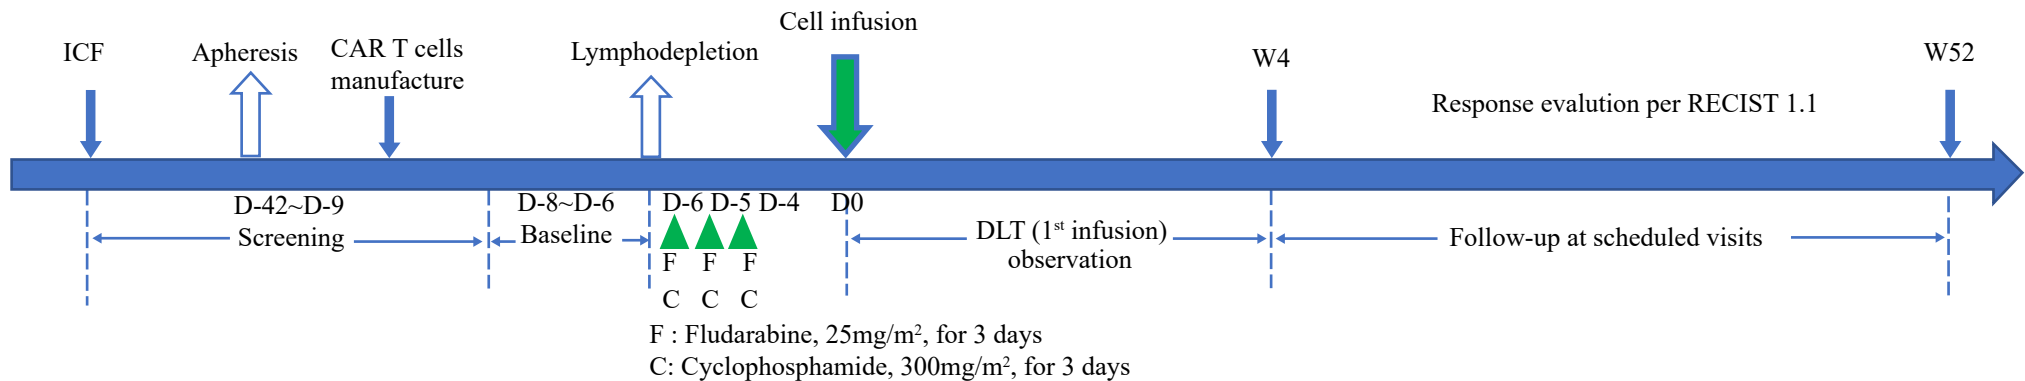 Cell infusion
ICF
Apheresis
CAR T cells
manufacture
Lymphodepletion
W4
W52
Response evalution per RECIST 1.1
D-42~D-9
Screening
D-8~D-6
Baseline
D-6 D-5 D-4
D0
DLT (1st infusion)
observation
Follow-up at scheduled visits
F F F
C C C
F : Fludarabine, 25mg/m², for 3 days
C: Cyclophosphamide, 300mg/m², for 3 days